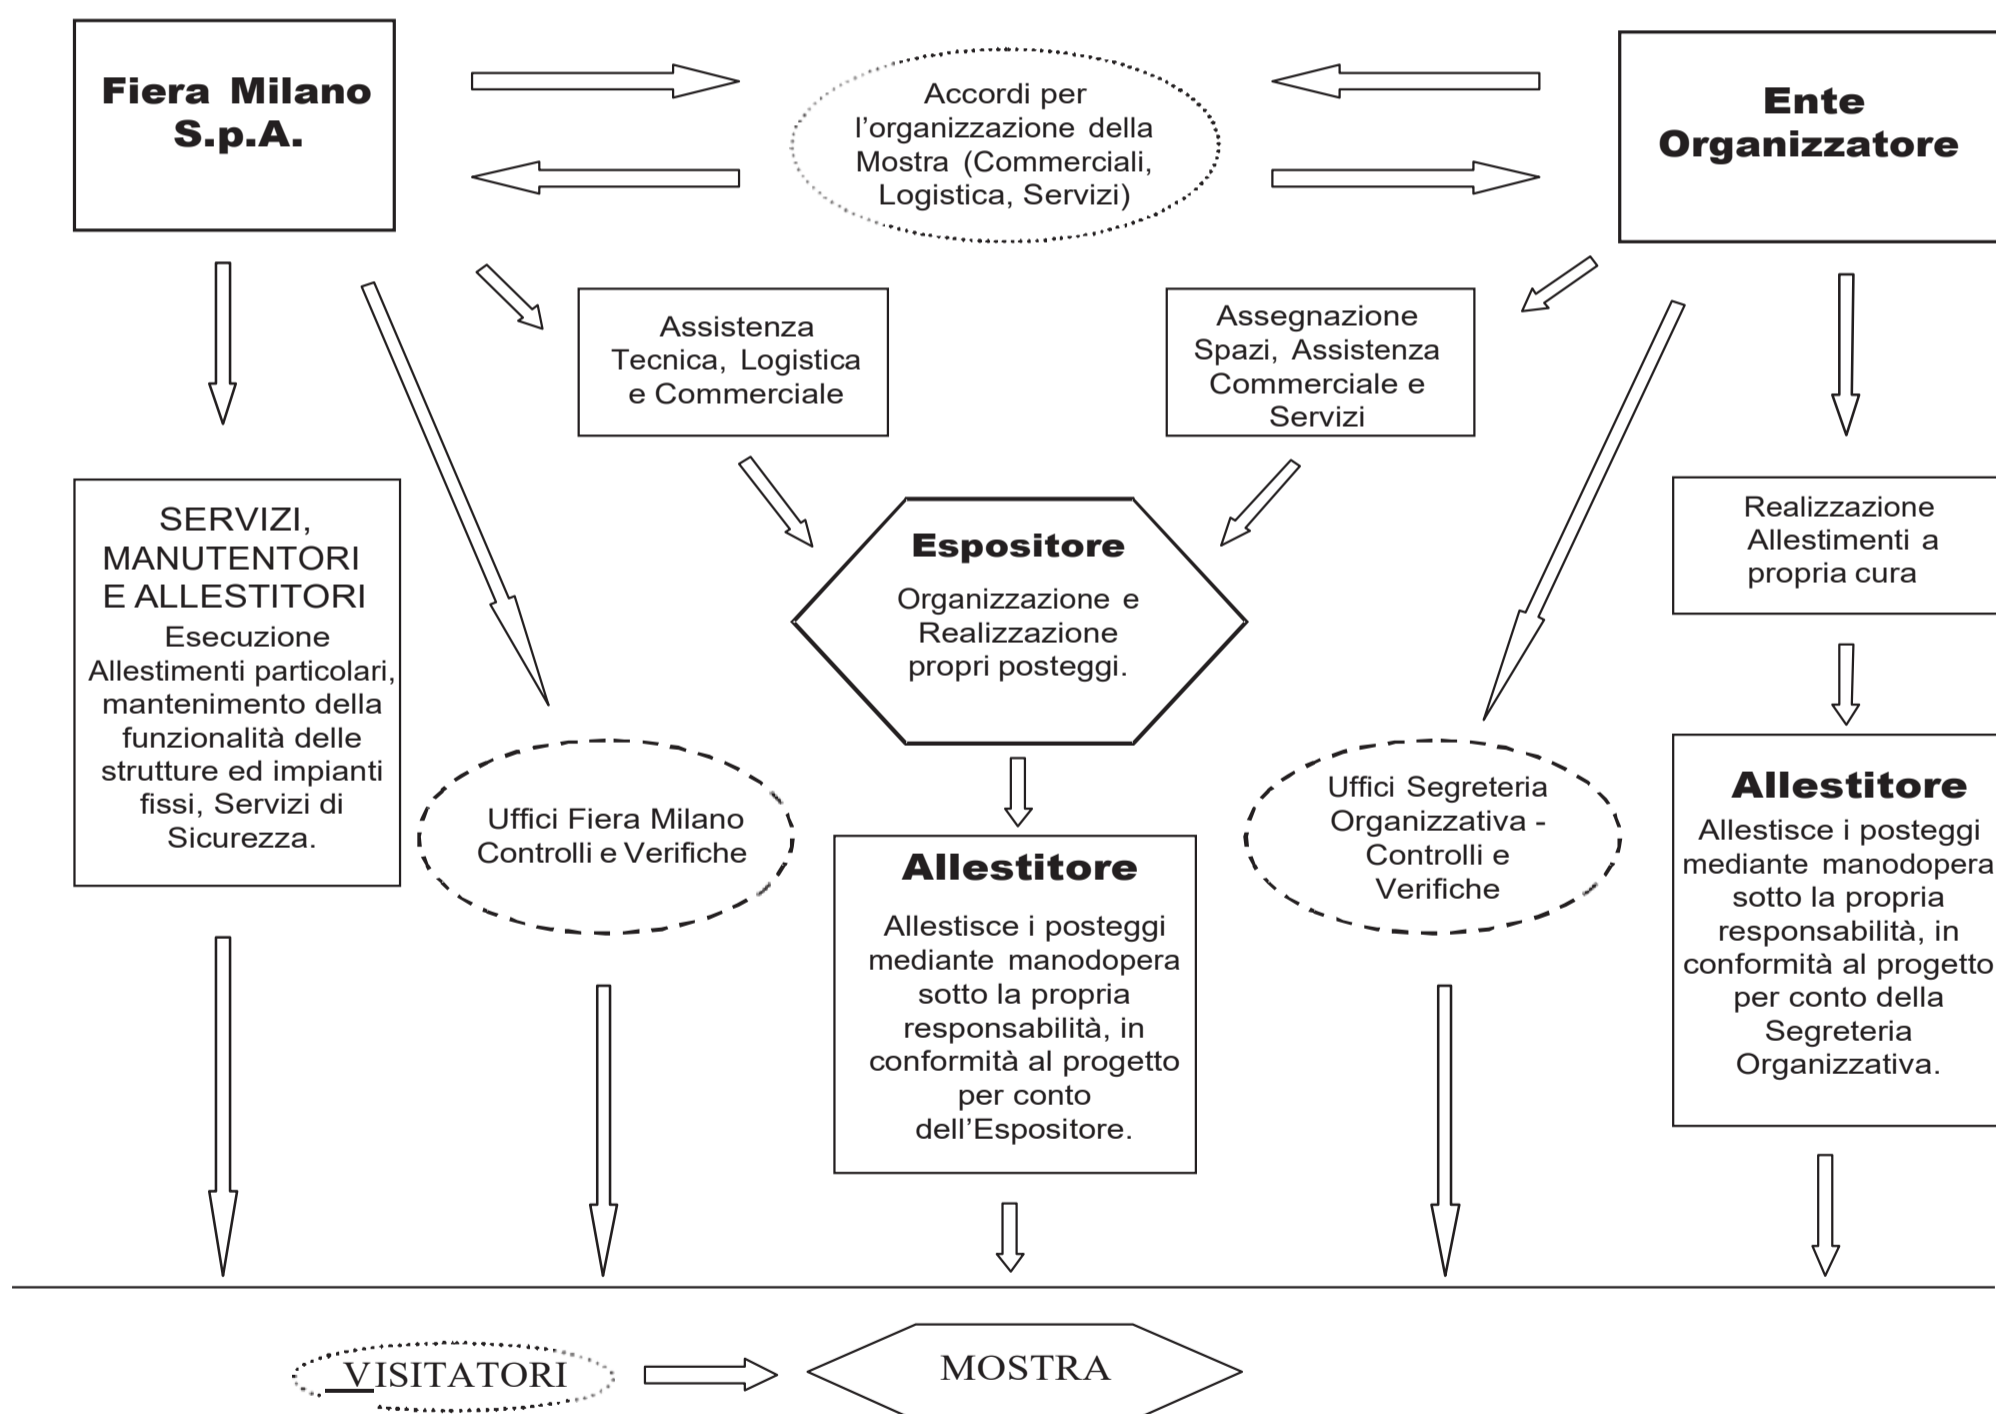 Fiera Milano
S.p.A.
Accordi per
l’organizzazione della
Mostra (Commerciali,
Logistica, Servizi)
Ente
Organizzatore
Assistenza
Tecnica, Logistica
e Commerciale
Assegnazione
Spazi, Assistenza
Commerciale e
Servizi
SERVIZI,
MANUTENTORI
E ALLESTITORI
Esecuzione
Allestimenti particolari,
mantenimento della
funzionalità delle
strutture ed impianti
fissi, Servizi di
Sicurezza.
Espositore
Organizzazione e
Realizzazione
propri posteggi.
Realizzazione
Allestimenti a
propria cura
Uffici Fiera Milano
Controlli e Verifiche
Allestitore
Allestisce i posteggi
mediante manodopera
sotto la propria
responsabilità, in
conformità al progetto
per conto
dell’Espositore.
Uffici Segreteria
Organizzativa -
Controlli e
Verifiche
Allestitore
Allestisce i posteggi
mediante manodopera
sotto la propria
responsabilità, in
conformità al progetto
per conto della
Segreteria
Organizzativa.
VISITATORI
MOSTRA